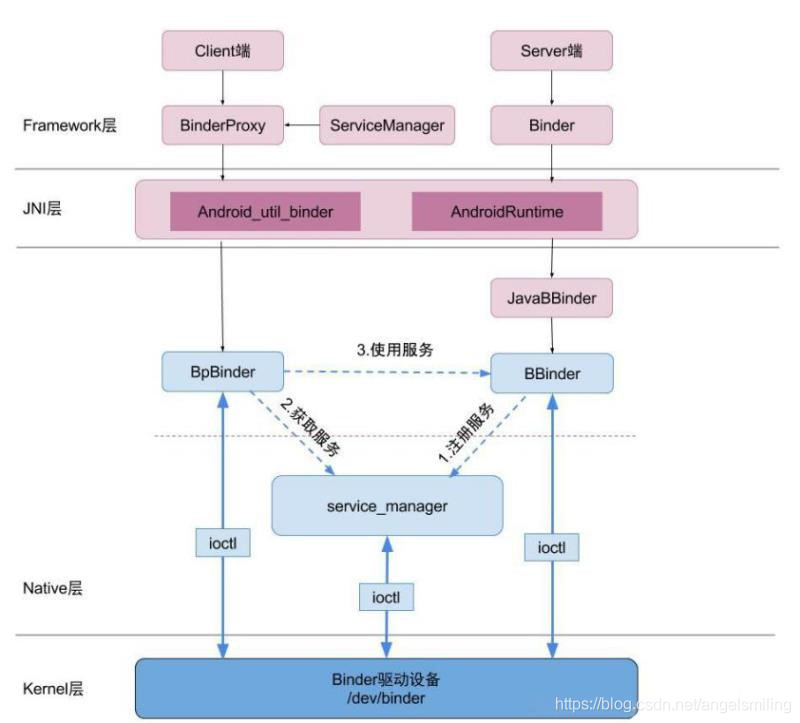 Client端
Server端
Framework层
BinderProxy
ServiceManager
Binder
JNI层
Android_util_binder
AndroidRuntime
JavaBBinder
3.使用服务
BpBinder
BBinder
2.获取服务
1.注册服务
service_manager
ioctl
ioctl
ioctl
Native层
Kernel层
Binder驱动设备
/dev/binder
https://blog.csdn.net/angelsmiling